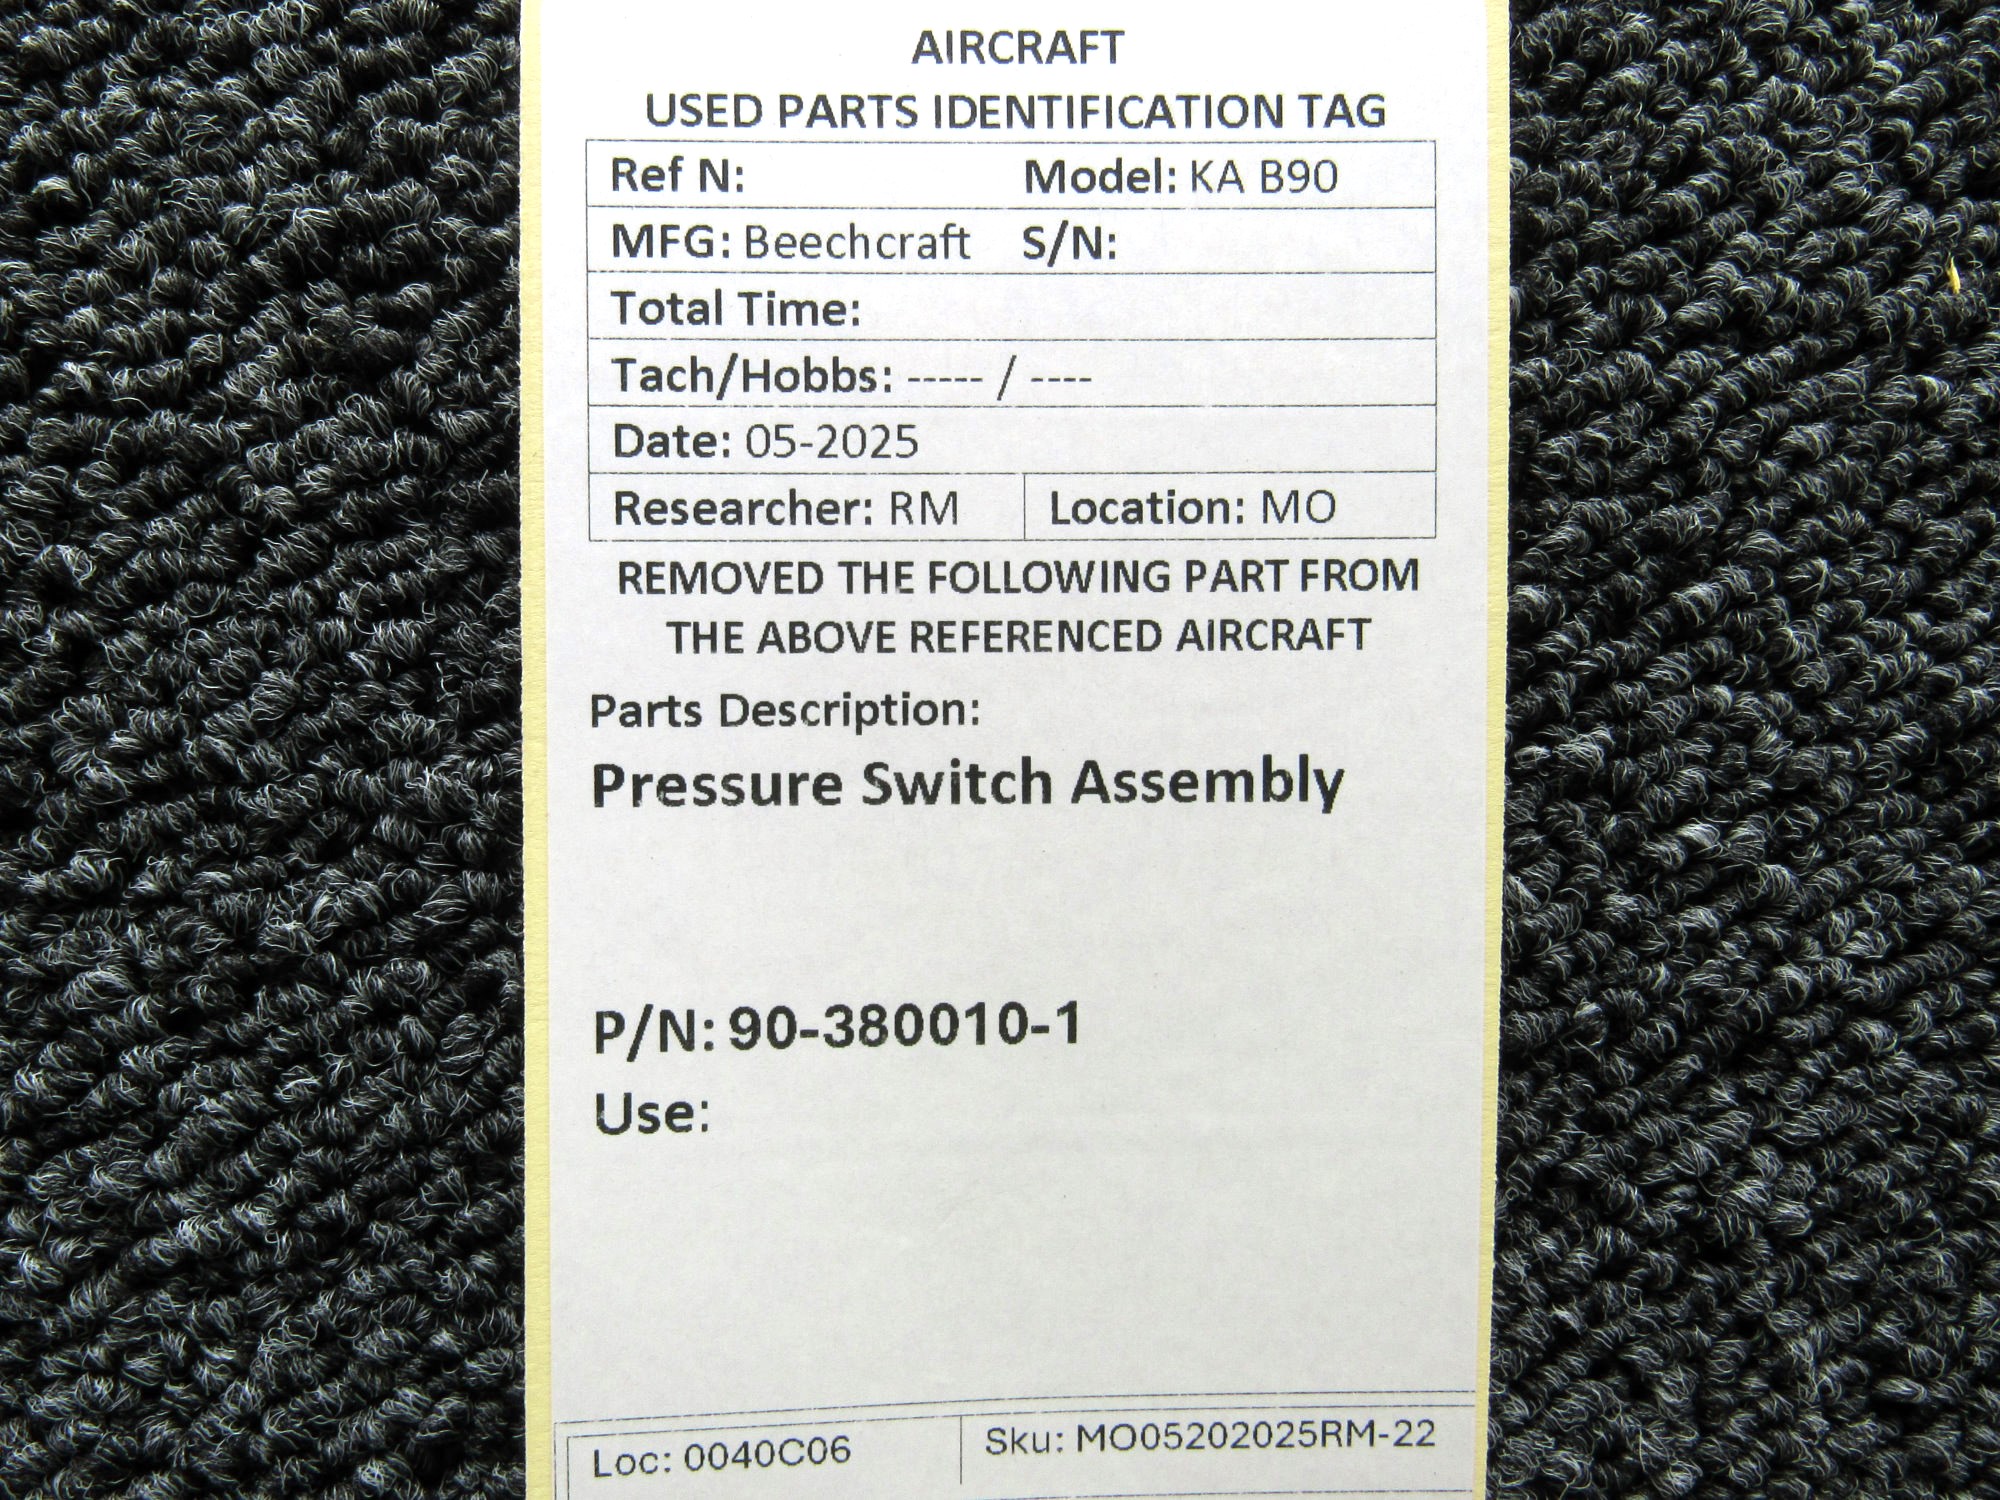 AIRCRAFT
USED PARTS IDENTIFICATION TAG
Ref N: Model: KA B90
MFG: Beechcraft S/N:
Total Time:
Tach/Hobbs: ----- / ----
Date: 05-2025
Researcher: RM Location: MO
REMOVED THE FOLLOWING PART FROM
THE ABOVE REFERENCED AIRCRAFT
Parts Description:
Pressure Switch Assembly
P/N: 90-380010-1
Use:
Loc: 0040C06 Sku: MO05202025RM-22